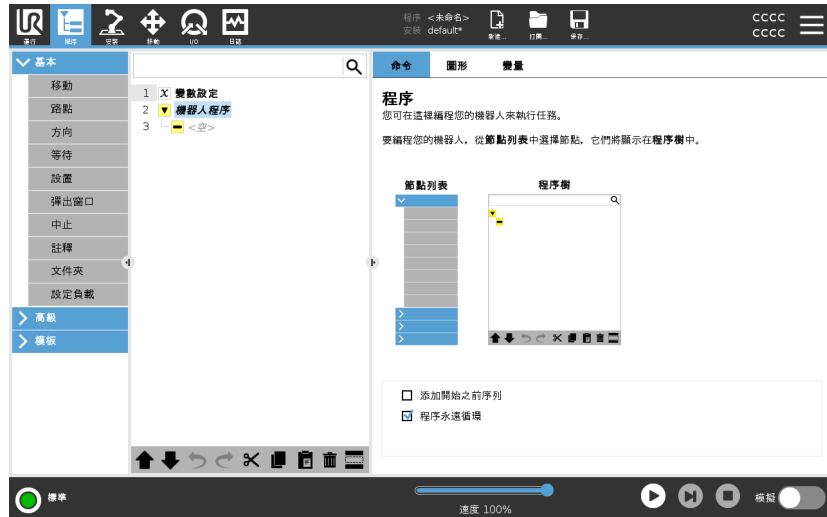 UR
運行 程序 安裝 移動 I/O 日誌
程序 <未命名>
安裝 default*
新建... 打開... 保存...
CCCC
CCCC
基本
移動
路點
方向
等待
設置
彈出窗口
中止
註釋
文件夾
設定負載
高級
模板
1 X 變數設定
2 機器人程序
3 <空>
命令 圖形 變量
程序
您可在這裡編程您的機器人來執行任務。
要編程您的機器人，從節點列表中選擇節點，它們將顯示在程序樹中。
節點列表 程序樹
添加開始之前序列
程序永遠循環
標準
速度 100%
模擬